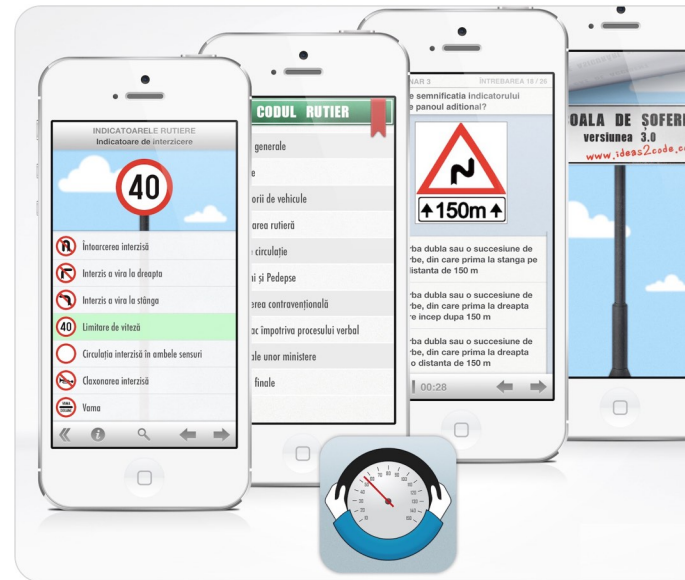 INDICATOARELE RUTIERE
Indicatoare de interzicere
40
Întoarcerea interzisă
Interzis a vira la dreapta
Interzis a vira la stânga
40 Limitare de viteză
Circulația interzisă în ambele sensuri
Claxonarea interzisă
Vama
CODUL RUTIER
generale
e
orii de vehicule
area rutieră
circulație
i și Pedepse
erea contravențională
ac împotriva procesului verbal
ale unor ministere
finale
NAR 3 ÎNTREBAREA 18 / 26
e semnificatia indicatorului
e panoul aditional?
150m
rba dubla sau o succesiune de
rbe, din care prima la stanga pe
distanta de 150 m
rba dubla sau o succesiune de
rbe, din care prima la dreapta
re incep dupa 150 m
rba dubla sau o succesiune de
rbe, din care prima la dreapta
o distanta de 150 m
00:28
OALA DE ȘOFERI
versiunea 3.0
www.ideas2code.co